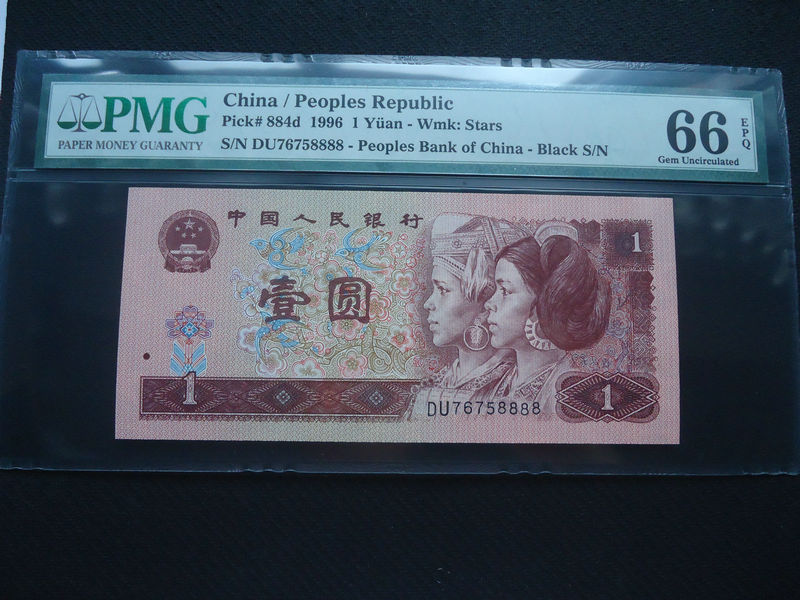 PMG
PAPER MONEY GUARANTY
China / Peoples Republic
Pick# 884d 1996 1 Yüan - Wmk: Stars
S/N DU76758888 - Peoples Bank of China - Black S/N
66 EPQ
Gem Uncirculated
中国人民银行
1
壹圆
1
DU76758888
1